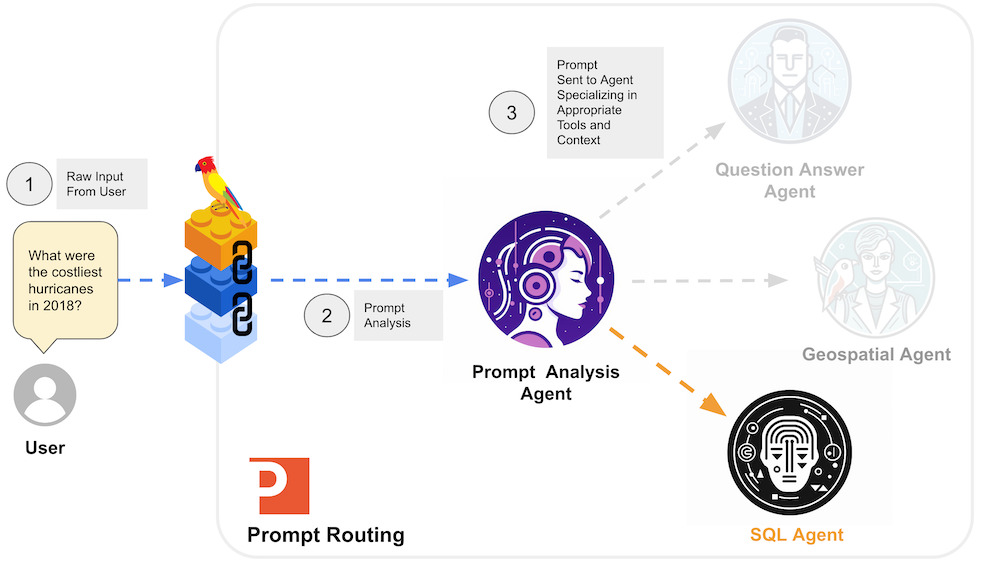 1
Raw Input
From User
What were
the costliest
hurricanes
in 2018?
User
2
Prompt
Analysis
3
Prompt
Sent to Agent
Specializing in
Appropriate
Tools and
Context
Prompt Analysis
Agent
Question Answer
Agent
Geospatial Agent
SQL Agent
P
Prompt Routing